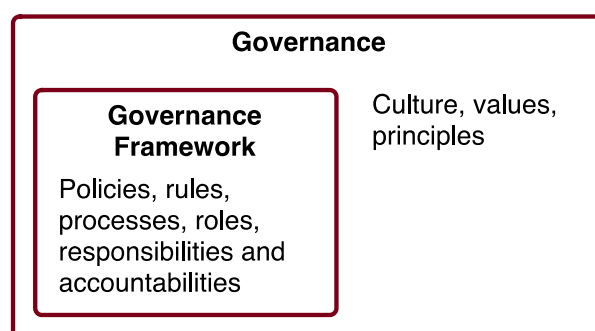 Governance
Governance
Framework
Policies, rules,
processes, roles,
responsibilities and
accountabilities
Culture, values,
principles